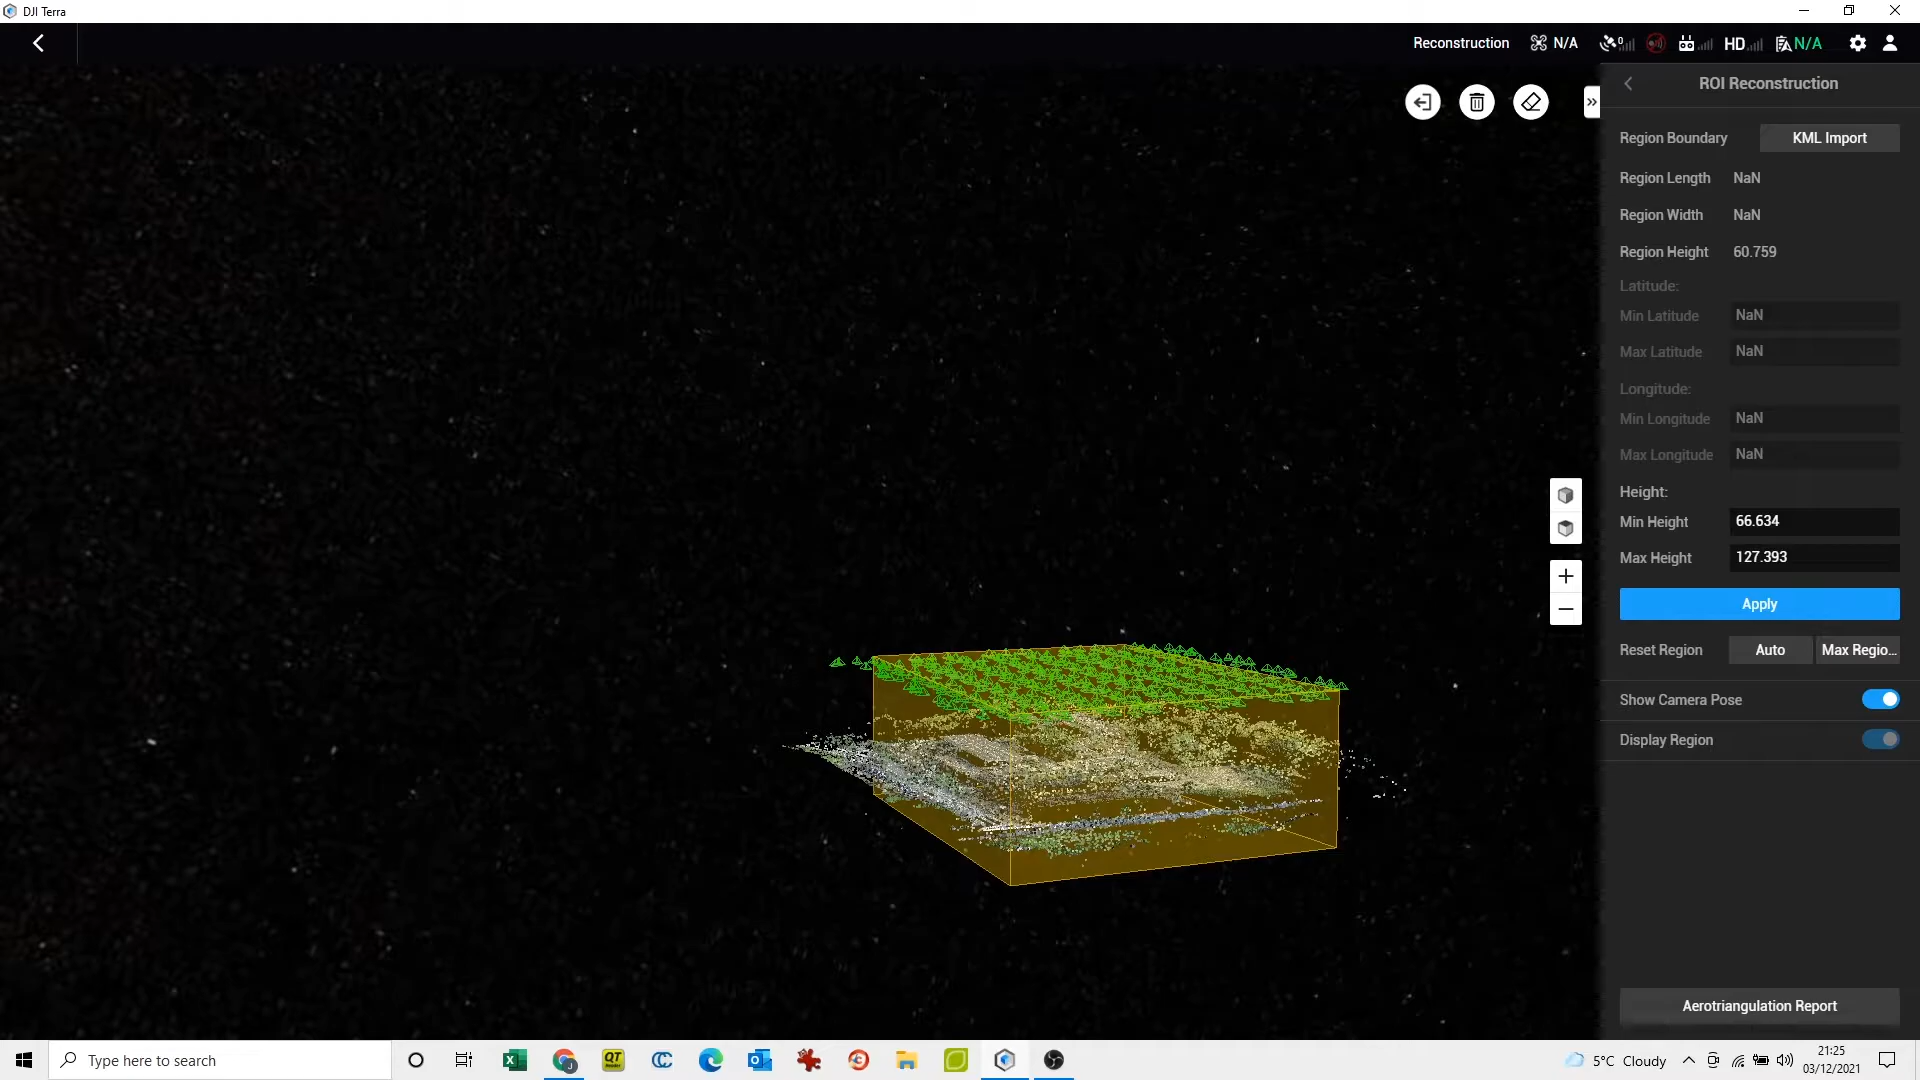 DJI Terra
Reconstruction N/A 0 HD N/A
ROI Reconstruction
Region Boundary KML Import
Region Length NaN
Region Width NaN
Region Height 60.759
Latitude:
Min Latitude NaN
Max Latitude NaN
Longitude:
Min Longitude NaN
Max Longitude NaN
Height:
Min Height 66.634
Max Height 127.393
Apply
Reset Region Auto Max Regio...
Show Camera Pose
Display Region
Aerotriangulation Report
Type here to search
QT
5°C Cloudy
21:25
03/12/2021